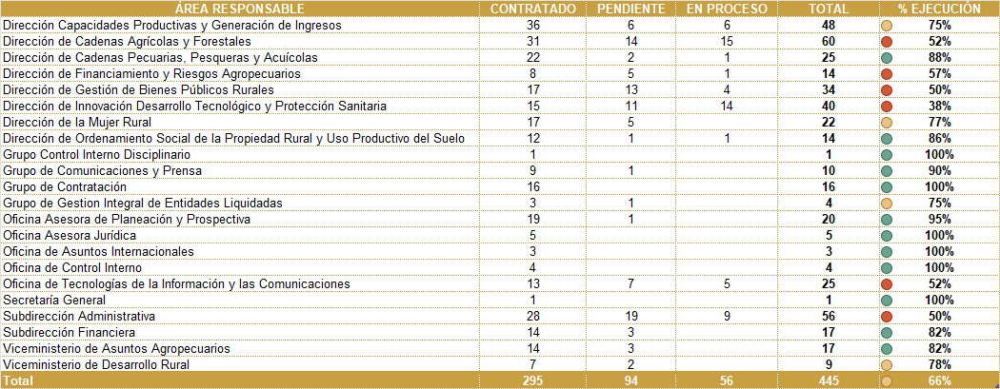 ÁREA RESPONSABLE CONTRATADO PENDIENTE EN PROCESO TOTAL % EJECUCIÓN
Dirección Capacidades Productivas y Generación de Ingresos 36 6 6 48 75%
Dirección de Cadenas Agrícolas y Forestales 31 14 15 60 52%
Dirección de Cadenas Pecuarias, Pesqueras y Acuícolas 22 2 1 25 88%
Dirección de Financiamiento y Riesgos Agropecuarios 8 5 1 14 57%
Dirección de Gestión de Bienes Públicos Rurales 17 13 4 34 50%
Dirección de Innovación Desarrollo Tecnológico y Protección Sanitaria 15 11 14 40 38%
Dirección de la Mujer Rural 17 5 22 77%
Dirección de Ordenamiento Social de la Propiedad Rural y Uso Productivo del Suelo 12 1 1 14 86%
Grupo Control Interno Disciplinario 1 1 100%
Grupo de Comunicaciones y Prensa 9 1 10 90%
Grupo de Contratación 16 16 100%
Grupo de Gestion Integral de Entidades Liquidadas 3 1 4 75%
Oficina Asesora de Planeación y Prospectiva 19 1 20 95%
Oficina Asesora Jurídica 5 5 100%
Oficina de Asuntos Internacionales 3 3 100%
Oficina de Control Interno 4 4 100%
Oficina de Tecnologías de la Información y las Comunicaciones 13 7 5 25 52%
Secretaría General 1 1 100%
Subdirección Administrativa 28 19 9 56 50%
Subdirección Financiera 14 3 17 82%
Viceministerio de Asuntos Agropecuarios 14 3 17 82%
Viceministerio de Desarrollo Rural 7 2 9 78%
Total 295 94 56 445 66%